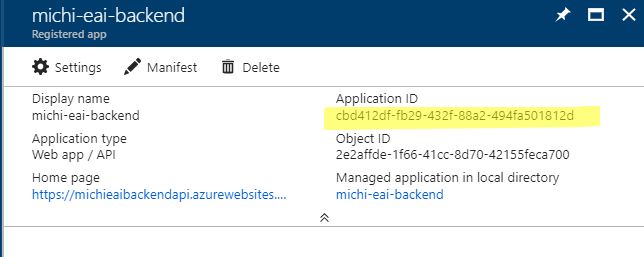 michi-eai-backend
Registered app
Settings Manifest Delete
Display name
michi-eai-backend
Application type
Web app / API
Home page
https://michieaibackendapi.azurewebsites....
Application ID
cbd412df-fb29-432f-88a2-494fa501812d
Object ID
2e2affde-1f66-41cc-8d70-42155feca700
Managed application in local directory
michi-eai-backend